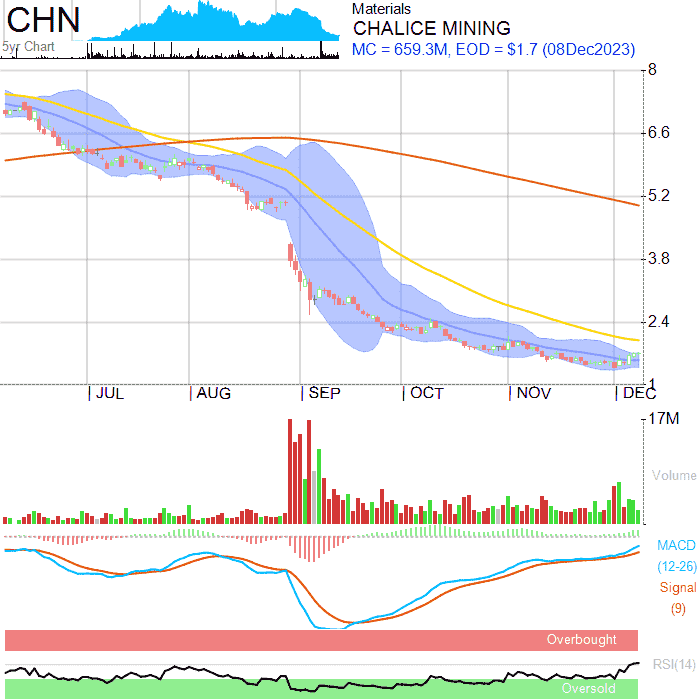 CHN
5yr Chart
Materials
CHALICE MINING
MC = 659.3M, EOD = $1.7 (08Dec2023)
8
6.6
5.2
3.8
2.4
1
JUL AUG SEP OCT NOV DEC
17M
Volume
MACD
(12-26)
Signal
(9)
Overbought
RSI(14)
Oversold